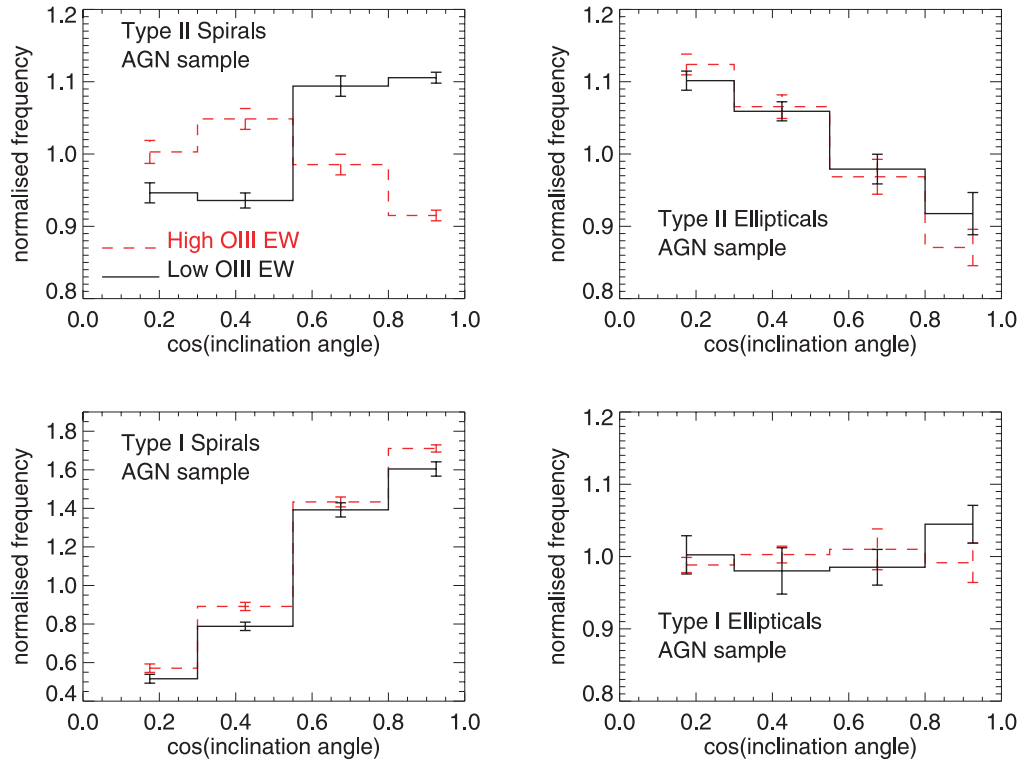 1.2
1.1
1.0
0.9
0.8
normalised frequency
Type II Spirals
AGN sample
High OIII EW
Low OIII EW
0.0 0.2 0.4 0.6 0.8 1.0
cos(inclination angle)
1.2
1.1
1.0
0.9
0.8
normalised frequency
Type II Ellipticals
AGN sample
0.0 0.2 0.4 0.6 0.8 1.0
cos(inclination angle)
1.8
1.6
1.4
1.2
1.0
0.8
0.6
0.4
normalised frequency
Type I Spirals
AGN sample
0.0 0.2 0.4 0.6 0.8 1.0
cos(inclination angle)
1.2
1.1
1.0
0.9
0.8
normalised frequency
Type I Ellipticals
AGN sample
0.0 0.2 0.4 0.6 0.8 1.0
cos(inclination angle)